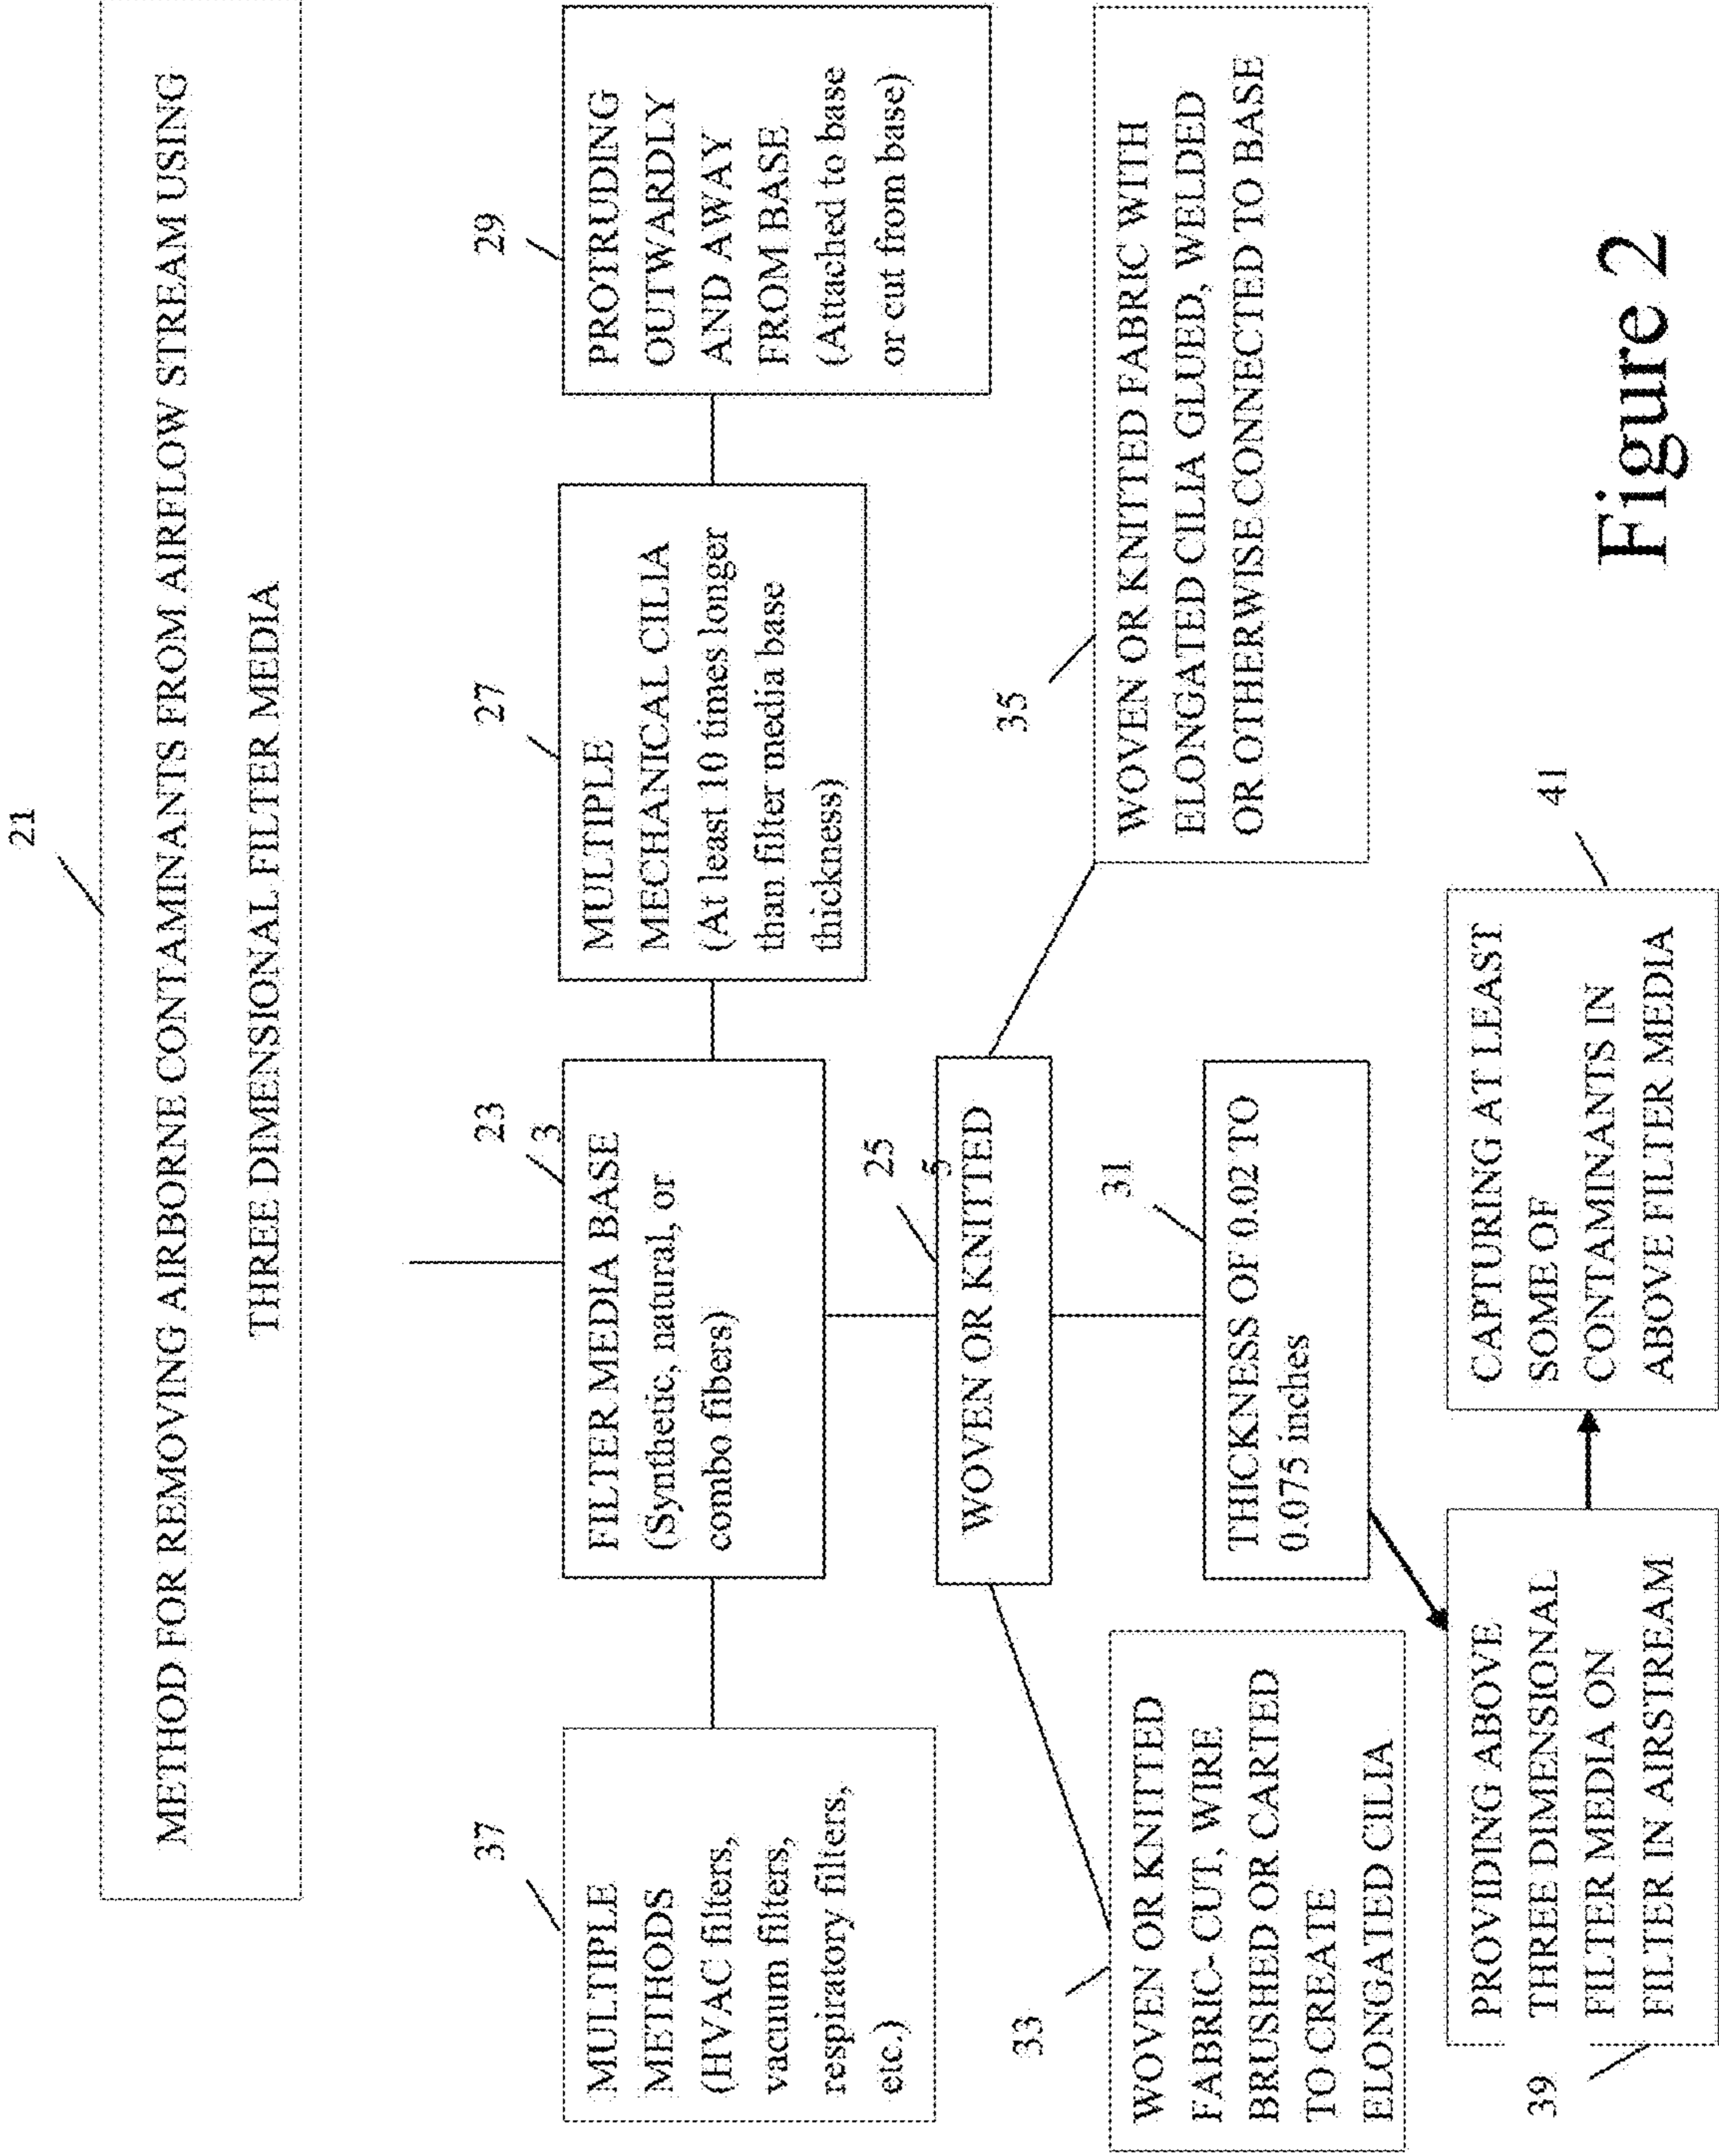 21
METHOD FOR REMOVING AIRBORNE CONTAMINANTS FROM AIRFLOW STREAM USING
THREE DIMENSIONAL FILTER MEDIA
37
MULTIPLE
METHODS
(HVAC filters,
vacuum filters,
respiratory filters,
etc.)
23
3
FILTER MEDIA BASE
(Synthetic, natural, or
combo fibers)
27
MULTIPLE
MECHANICAL CILIA
(At least 10 times longer
than filter media base
thickness)
29
PROTRUDING
OUTWARDLY
AND AWAY
FROM BASE
(Attached to base
or cut from base)
25
5
WOVEN OR KNITTED
33
WOVEN OR KNITTED
FABRIC- CUT, WIRE
BRUSHED OR CARTED
TO CREATE
ELONGATED CILIA
31
THICKNESS OF 0.02 TO
0.075 inches
35
WOVEN OR KNITTED FABRIC WITH
ELONGATED CILIA GLUED, WELDED
OR OTHERWISE CONNECTED TO BASE
39
PROVIDING ABOVE
THREE DIMENSIONAL
FILTER MEDIA ON
FILTER IN AIRSTREAM
41
CAPTURING AT LEAST
SOME OF
CONTAMINANTS IN
ABOVE FILTER MEDIA
Figure 2